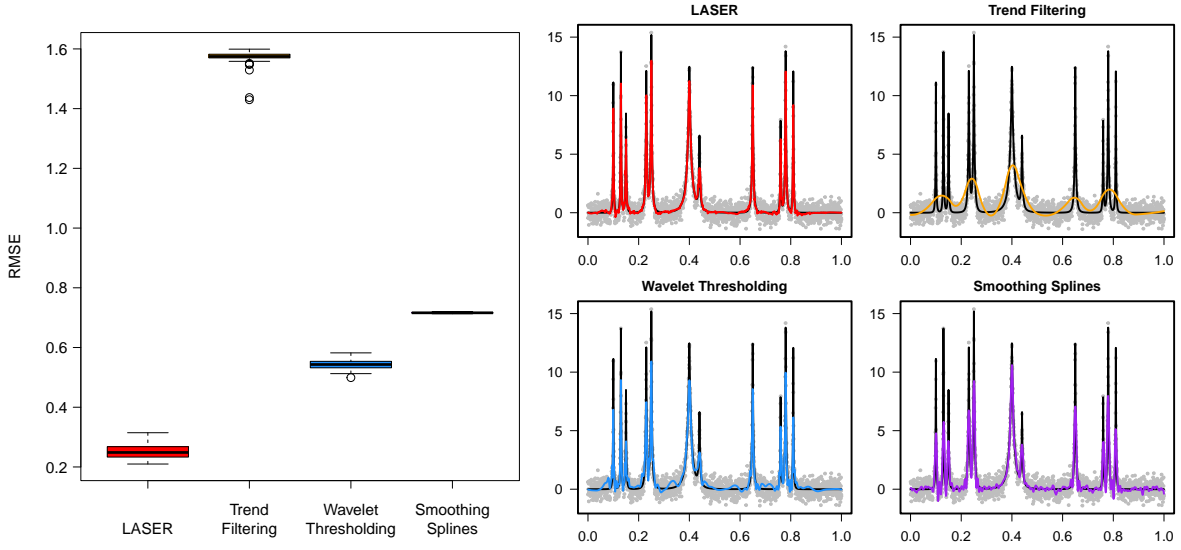 RMSE
1.6
1.4
1.2
1.0
0.8
0.6
0.4
0.2
LASER
Trend
Filtering
Wavelet
Thresholding
Smoothing
Splines
LASER
15
10
5
0
0.0 0.2 0.4 0.6 0.8 1.0
Trend Filtering
15
10
5
0
0.0 0.2 0.4 0.6 0.8 1.0
Wavelet Thresholding
15
10
5
0
0.0 0.2 0.4 0.6 0.8 1.0
Smoothing Splines
15
10
5
0
0.0 0.2 0.4 0.6 0.8 1.0